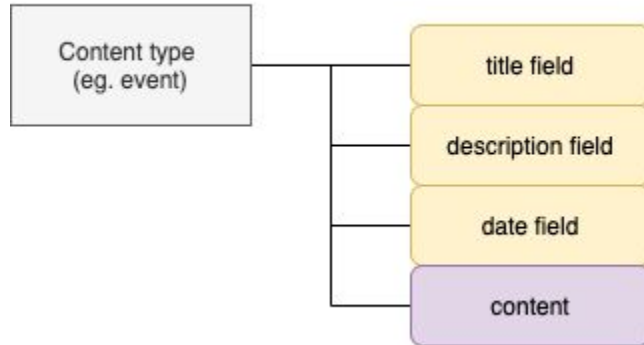 Content type
(eg. event)
title field
description field
date field
content